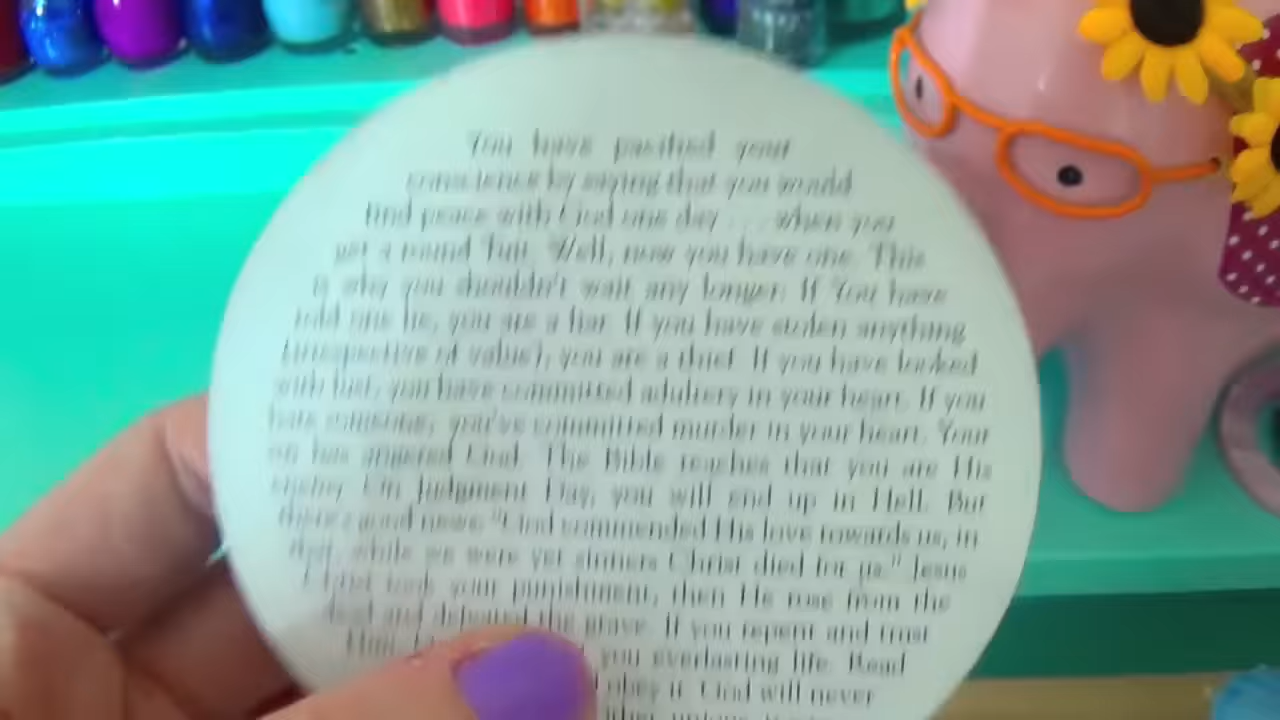 You have pacified your
conscience by saying that you would
find peace with God one day . . . when you
get a round Tuit. Well, now you have one. This
is why you shouldn't wait any longer: If You have
told one lie, you are a liar. If you have stolen anything
(irrespective of value), you are a thief. If you have looked
with lust, you have committed adultery in your heart. If you
hate someone, you've committed murder in your heart. Your
sin has angered God. The Bible teaches that you are His
enemy. On Judgment Day, you will end up in Hell. But
there's good news: "God commended His love towards us, in
that, while we were yet sinners Christ died for us." Jesus
Christ took your punishment, then He rose from the
dead and defeated the grave. If you repent and trust
Him, you everlasting life. Read
obey it. God will never